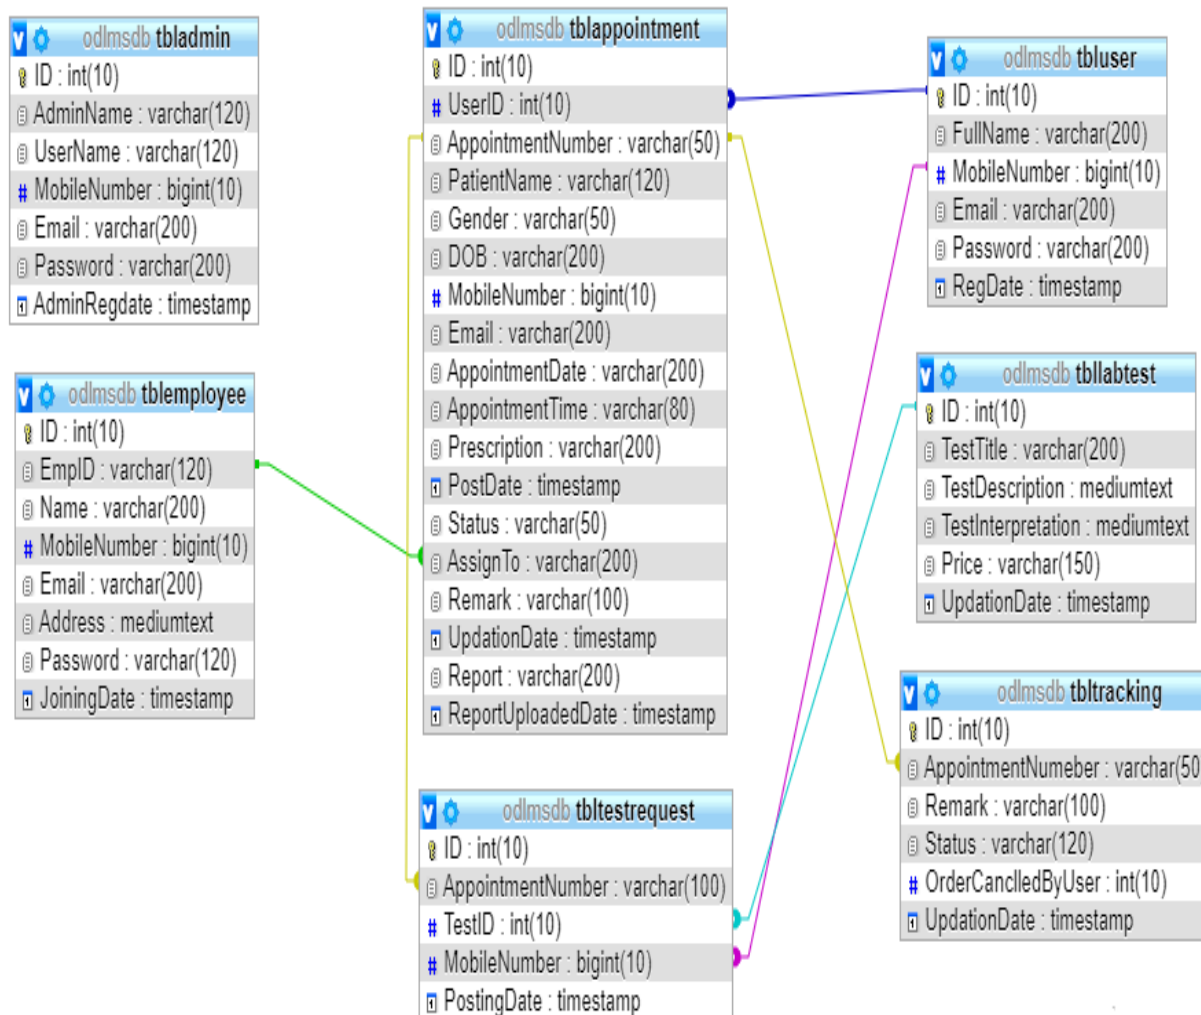 odlmsdb tbladmin
ID : int(10)
AdminName : varchar(120)
UserName : varchar(120)
MobileNumber : bigint(10)
Email : varchar(200)
Password : varchar(200)
AdminRegdate : timestamp
odlmsdb tblemployee
ID : int(10)
EmpID : varchar(120)
Name : varchar(200)
MobileNumber : bigint(10)
Email : varchar(200)
Address : mediumtext
Password : varchar(120)
JoiningDate : timestamp
odlmsdb tblappointment
ID : int(10)
UserID : int(10)
AppointmentNumber : varchar(50)
PatientName : varchar(120)
Gender : varchar(50)
DOB : varchar(200)
MobileNumber : bigint(10)
Email : varchar(200)
AppointmentDate : varchar(200)
AppointmentTime : varchar(80)
Prescription : varchar(200)
PostDate : timestamp
Status : varchar(50)
AssignTo : varchar(200)
Remark : varchar(100)
UpdationDate : timestamp
Report : varchar(200)
ReportUploadedDate : timestamp
odlmsdb tbltestrequest
ID : int(10)
AppointmentNumber : varchar(100)
TestID : int(10)
MobileNumber : bigint(10)
PostingDate : timestamp
odlmsdb tbluser
ID : int(10)
FullName : varchar(200)
MobileNumber : bigint(10)
Email : varchar(200)
Password : varchar(200)
RegDate : timestamp
odlmsdb tbllabtest
ID : int(10)
TestTitle : varchar(200)
TestDescription : mediumtext
TestInterpretation : mediumtext
Price : varchar(150)
UpdationDate : timestamp
odlmsdb tbltracking
ID : int(10)
AppointmentNumeber : varchar(50
Remark : varchar(100)
Status : varchar(120)
OrderCanclledByUser : int(10)
UpdationDate : timestamp